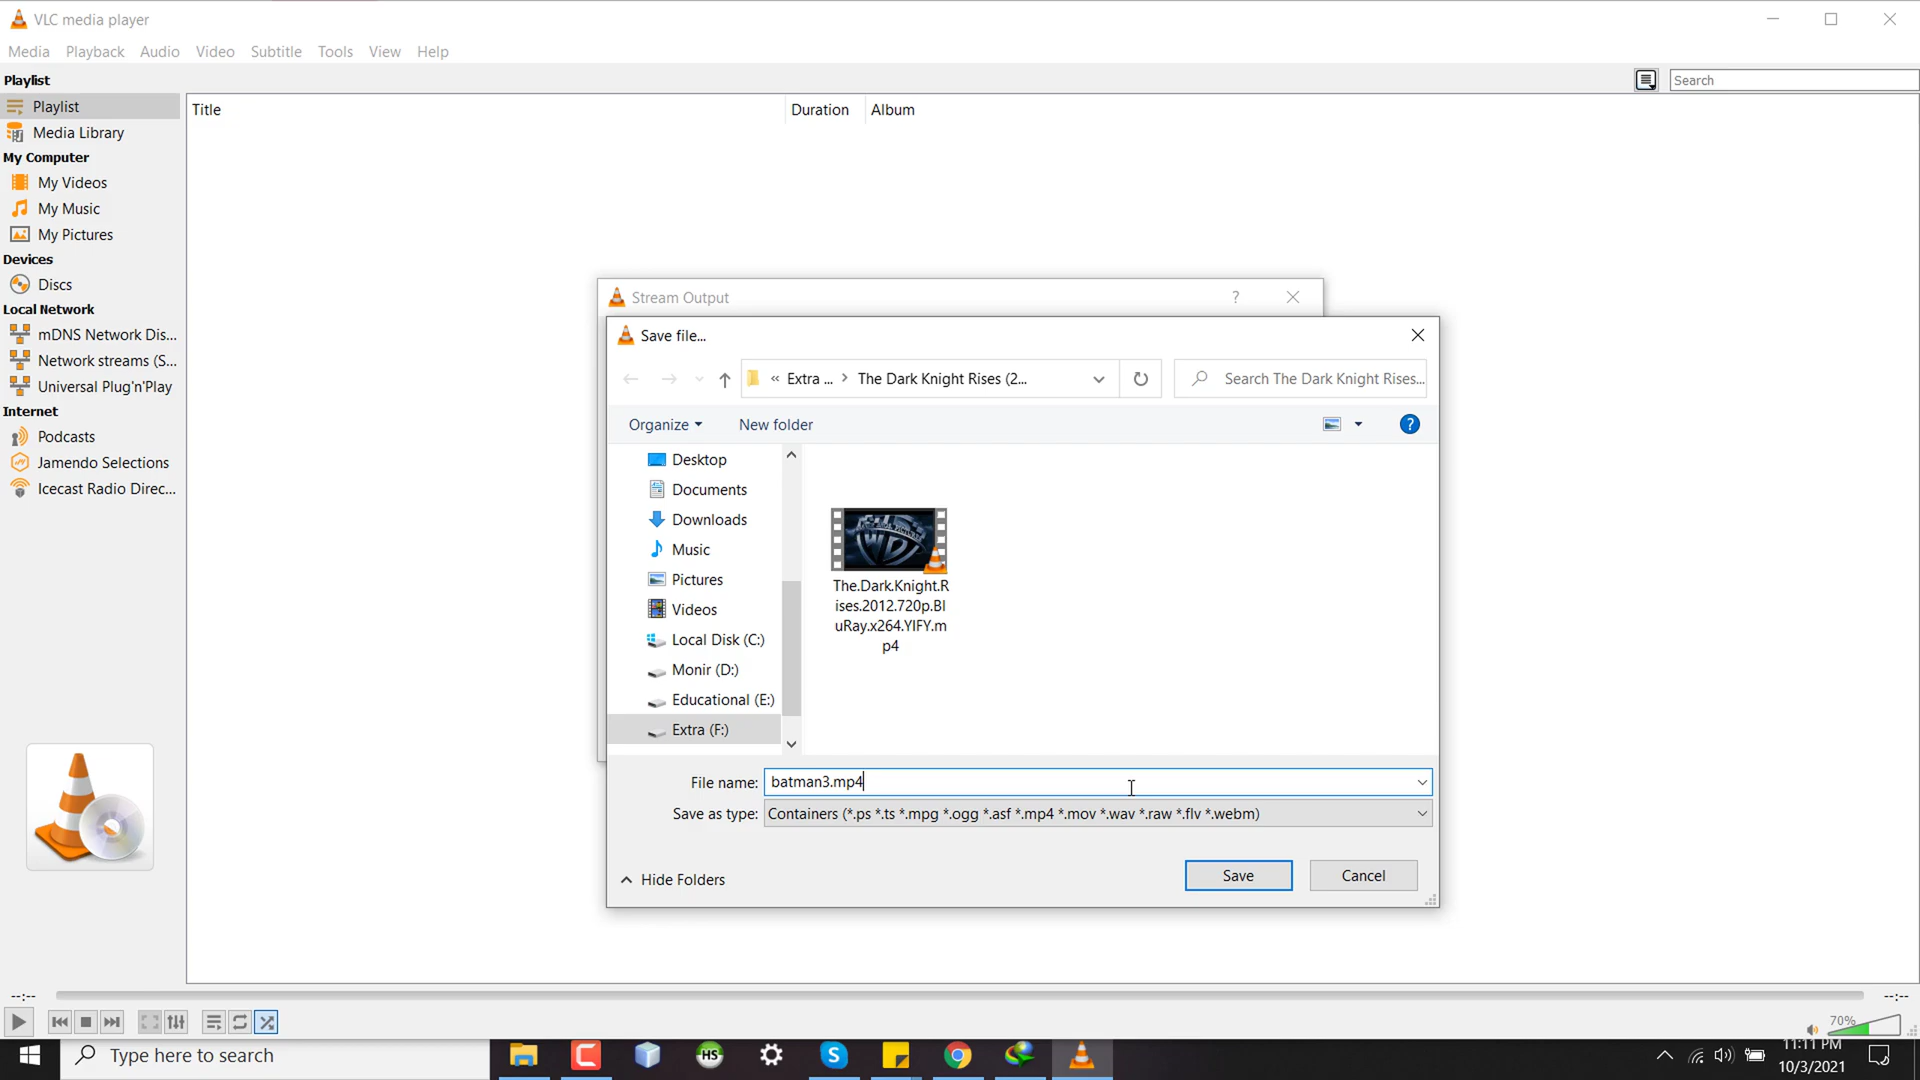 VLC media player
Media Playback Audio Video Subtitle Tools View Help
Playlist
Search
Playlist
Title Duration Album
Media Library
My Computer
My Videos
My Music
My Pictures
Devices
Discs
Local Network
mDNS Network Dis...
Network streams (S...
Universal Plug'n'Play
Internet
Podcasts
Jamendo Selections
Icecast Radio Direc...
Stream Output ?
Save file...
« Extra ... > The Dark Knight Rises (2...
Search The Dark Knight Rises...
Organize New folder ?
Desktop
Documents
Downloads
Music
Pictures
Videos
Local Disk (C:)
Monir (D:)
Educational (E:)
Extra (F:)
The.Dark.Knight.R
ises.2012.720p.Bl
uRay.x264.YIFY.m
p4
File name: batman3.mp4
Save as type: Containers (*.ps *.ts *.mpg *.ogg *.asf *.mp4 *.mov *.wav *.raw *.flv *.webm)
Hide Folders Save Cancel
--:-- --:--
70%
Type here to search
HS
11:11 PM
10/3/2021